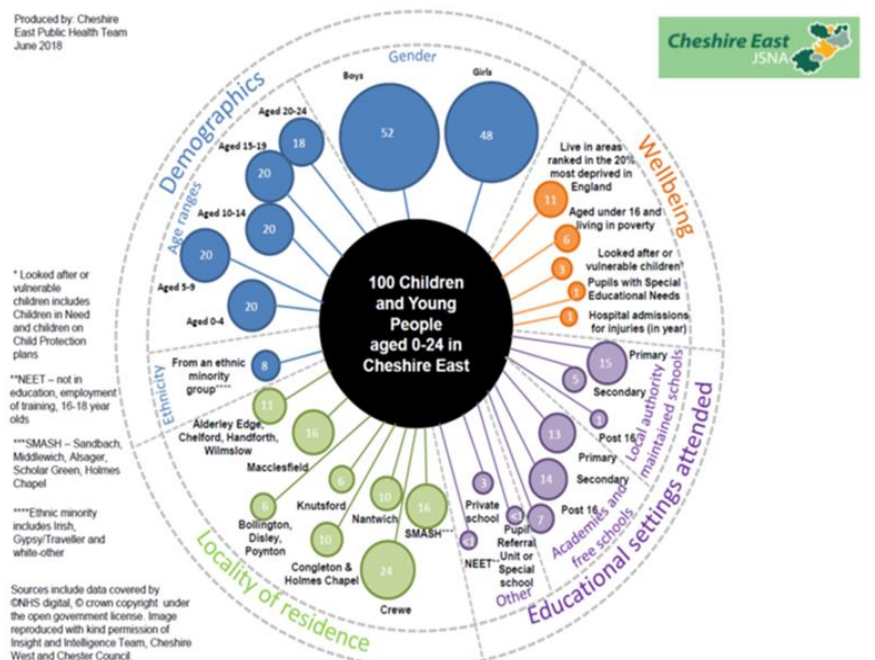 Produced by: Cheshire
East Public Health Team
June 2018
Cheshire East
JSNA
Demographics
Gender
Boys
52
Girls
48
Age ranges
Aged 20-24
18
Aged 15-19
20
Aged 10-14
20
20
Aged 5-9
20
Aged 0-4
Wellbeing
Live in areas
ranked in the 20%
most deprived in
England
11
Aged under 16 and
living in poverty
6
Looked after or
vulnerable children*
3
Pupils with Special
Educational Needs
1
Hospital admissions
for injuries (in year)
1
100 Children
and Young
People
aged 0-24 in
Cheshire East
Ethnicity
From an ethnic
minority
group****
8
Locality of residence
11
Alderley Edge,
Chelford, Handforth,
Wilmslow
16
Macclesfield
6
Bollington,
Disley,
Poynton
6
Knutsford
10
Congleton &
Holmes Chapel
10
Nantwich
24
Crewe
16
SMASH***
Educational settings attended
Local authority
maintained schools
15
Primary
5
Secondary
1
Post 16
Academies and
free schools
13
Primary
14
Secondary
7
Post 16
Other
3
Private
school
<1
Pupil
Referral
Unit or
Special
school
<1
NEET**
* Looked after or
vulnerable
children includes
Children in Need
and children on
Child Protection
plans
**NEET – not in
education, employment
of training, 16-18 year
olds
***SMASH – Sandbach,
Middlewich, Alsager,
Scholar Green, Holmes
Chapel
****Ethnic minority
includes Irish,
Gypsy/Traveller and
white-other
Sources include data covered by
©NHS digital, © crown copyright under
the open government license. Image
reproduced with kind permission of
Insight and Intelligence Team, Cheshire
West and Chester Council.